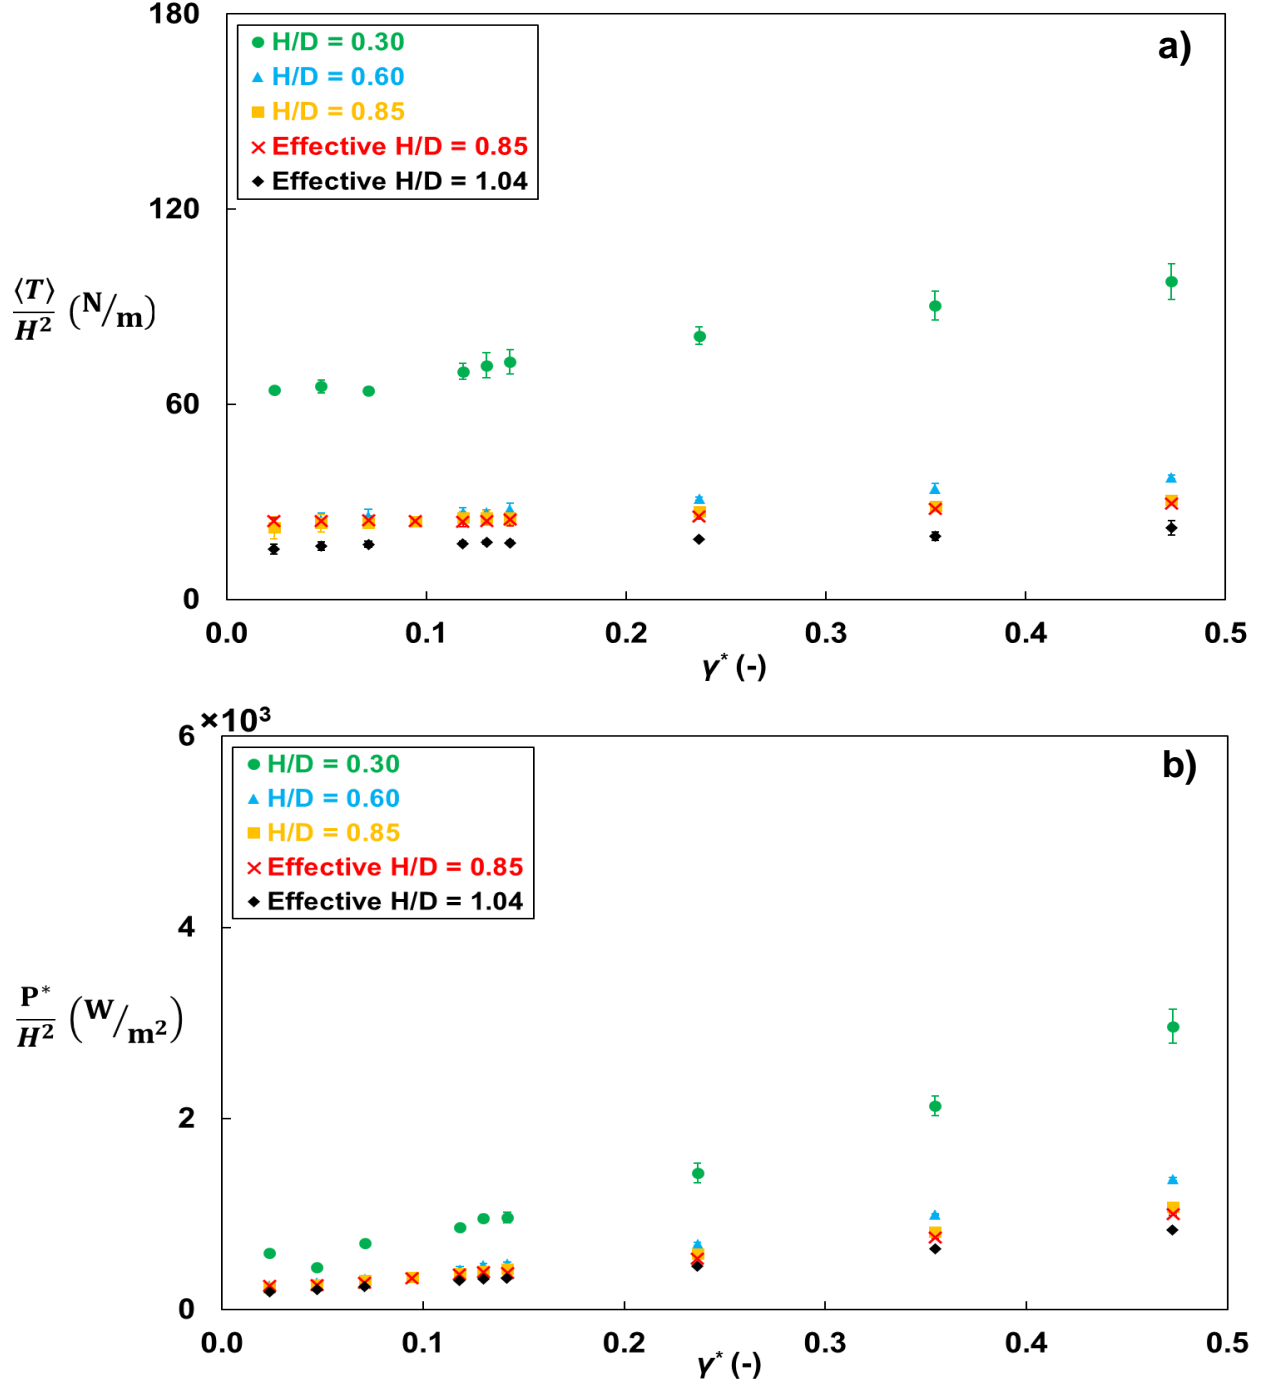 180
a)
H/D = 0.30
H/D = 0.60
H/D = 0.85
Effective H/D = 0.85
Effective H/D = 1.04
120
⟨T⟩/H² (N/m)
60
0
0.0 0.1 0.2 0.3 0.4 0.5
γ* (-)
6 ×10³
b)
H/D = 0.30
H/D = 0.60
H/D = 0.85
Effective H/D = 0.85
Effective H/D = 1.04
4
P*/H² (W/m²)
2
0
0.0 0.1 0.2 0.3 0.4 0.5
γ* (-)